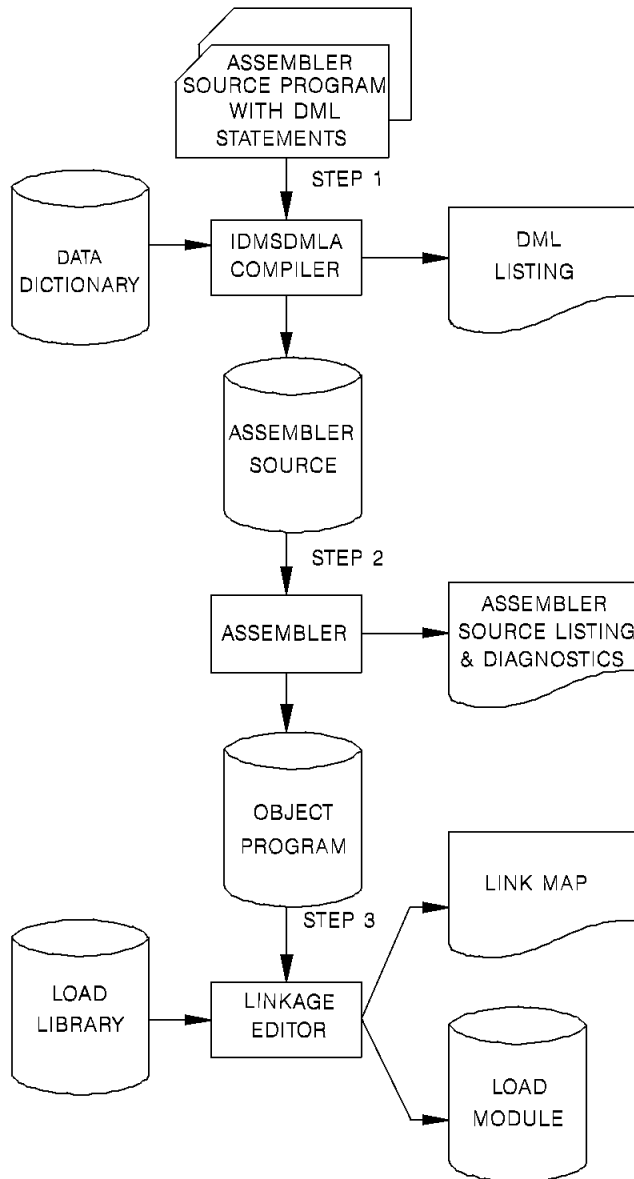 ASSEMBLER
SOURCE PROGRAM
WITH DML
STATEMENTS
STEP 1
DATA
DICTIONARY
IDMSDMLA
COMPILER
DML
LISTING
ASSEMBLER
SOURCE
STEP 2
ASSEMBLER
ASSEMBLER
SOURCE LISTING
& DIAGNOSTICS
OBJECT
PROGRAM
STEP 3
LINK MAP
LOAD
LIBRARY
LINKAGE
EDITOR
LOAD
MODULE